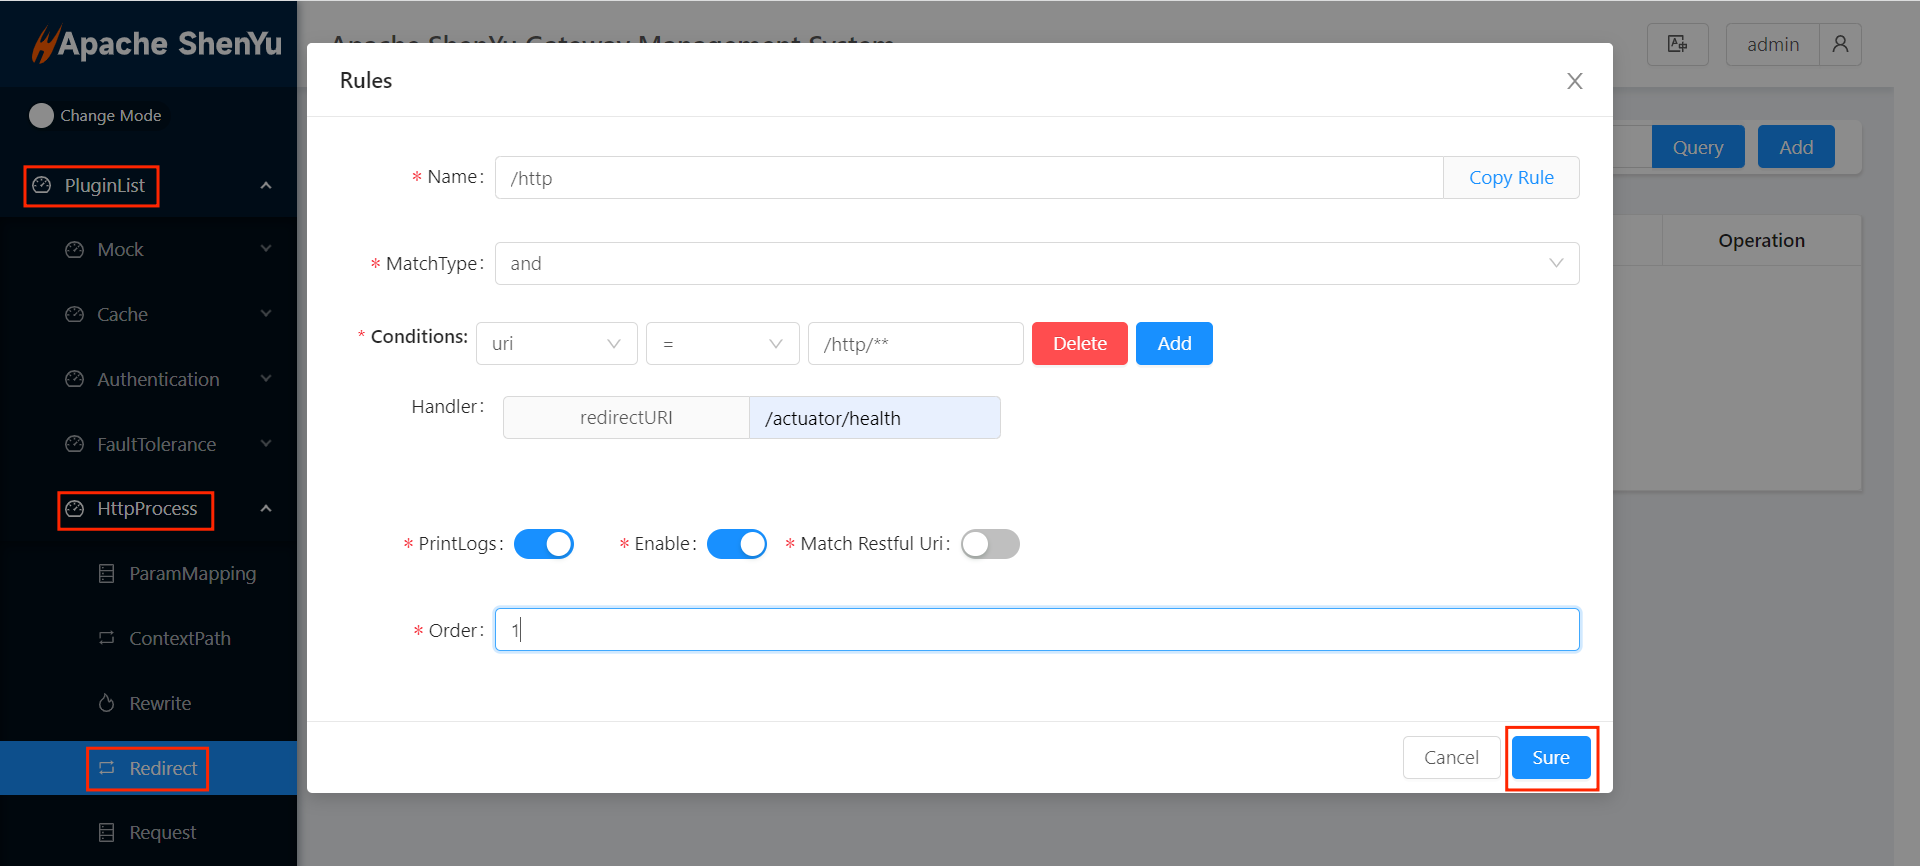 Apache ShenYu
Apache ShenYu Gateway Management System
admin
Change Mode
PluginList
Mock
Cache
Authentication
FaultTolerance
HttpProcess
ParamMapping
ContextPath
Rewrite
Redirect
Request
Query
Add
Operation
Rules
* Name: /http Copy Rule
* MatchType: and
* Conditions: uri = /http/** Delete Add
Handler: redirectURI /actuator/health
* PrintLogs: * Enable: * Match Restful Uri:
* Order: 1
Cancel Sure